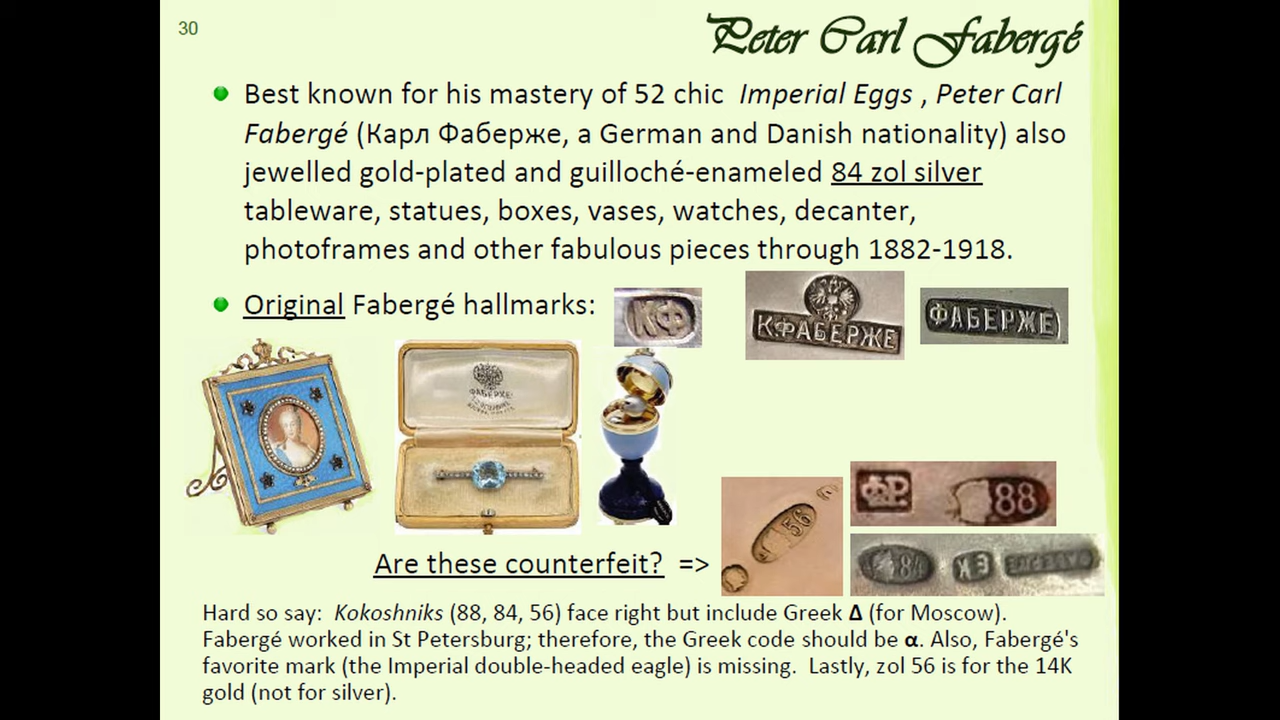 30
Peter Carl Fabergé
Best known for his mastery of 52 chic Imperial Eggs , Peter Carl
Fabergé (Карл Фаберже, a German and Danish nationality) also
jewelled gold-plated and guilloché-enameled 84 zol silver
tableware, statues, boxes, vases, watches, decanter,
photoframes and other fabulous pieces through 1882-1918.
Original Fabergé hallmarks:
КФ
К.ФАБЕРЖЕ
ФАБЕРЖЕ
ФАБЕРЖЕ
56
ФР
88
84
Are these counterfeit? =>
Hard so say: Kokoshniks (88, 84, 56) face right but include Greek Δ (for Moscow).
Fabergé worked in St Petersburg; therefore, the Greek code should be α. Also, Fabergé's
favorite mark (the Imperial double-headed eagle) is missing. Lastly, zol 56 is for the 14K
gold (not for silver).